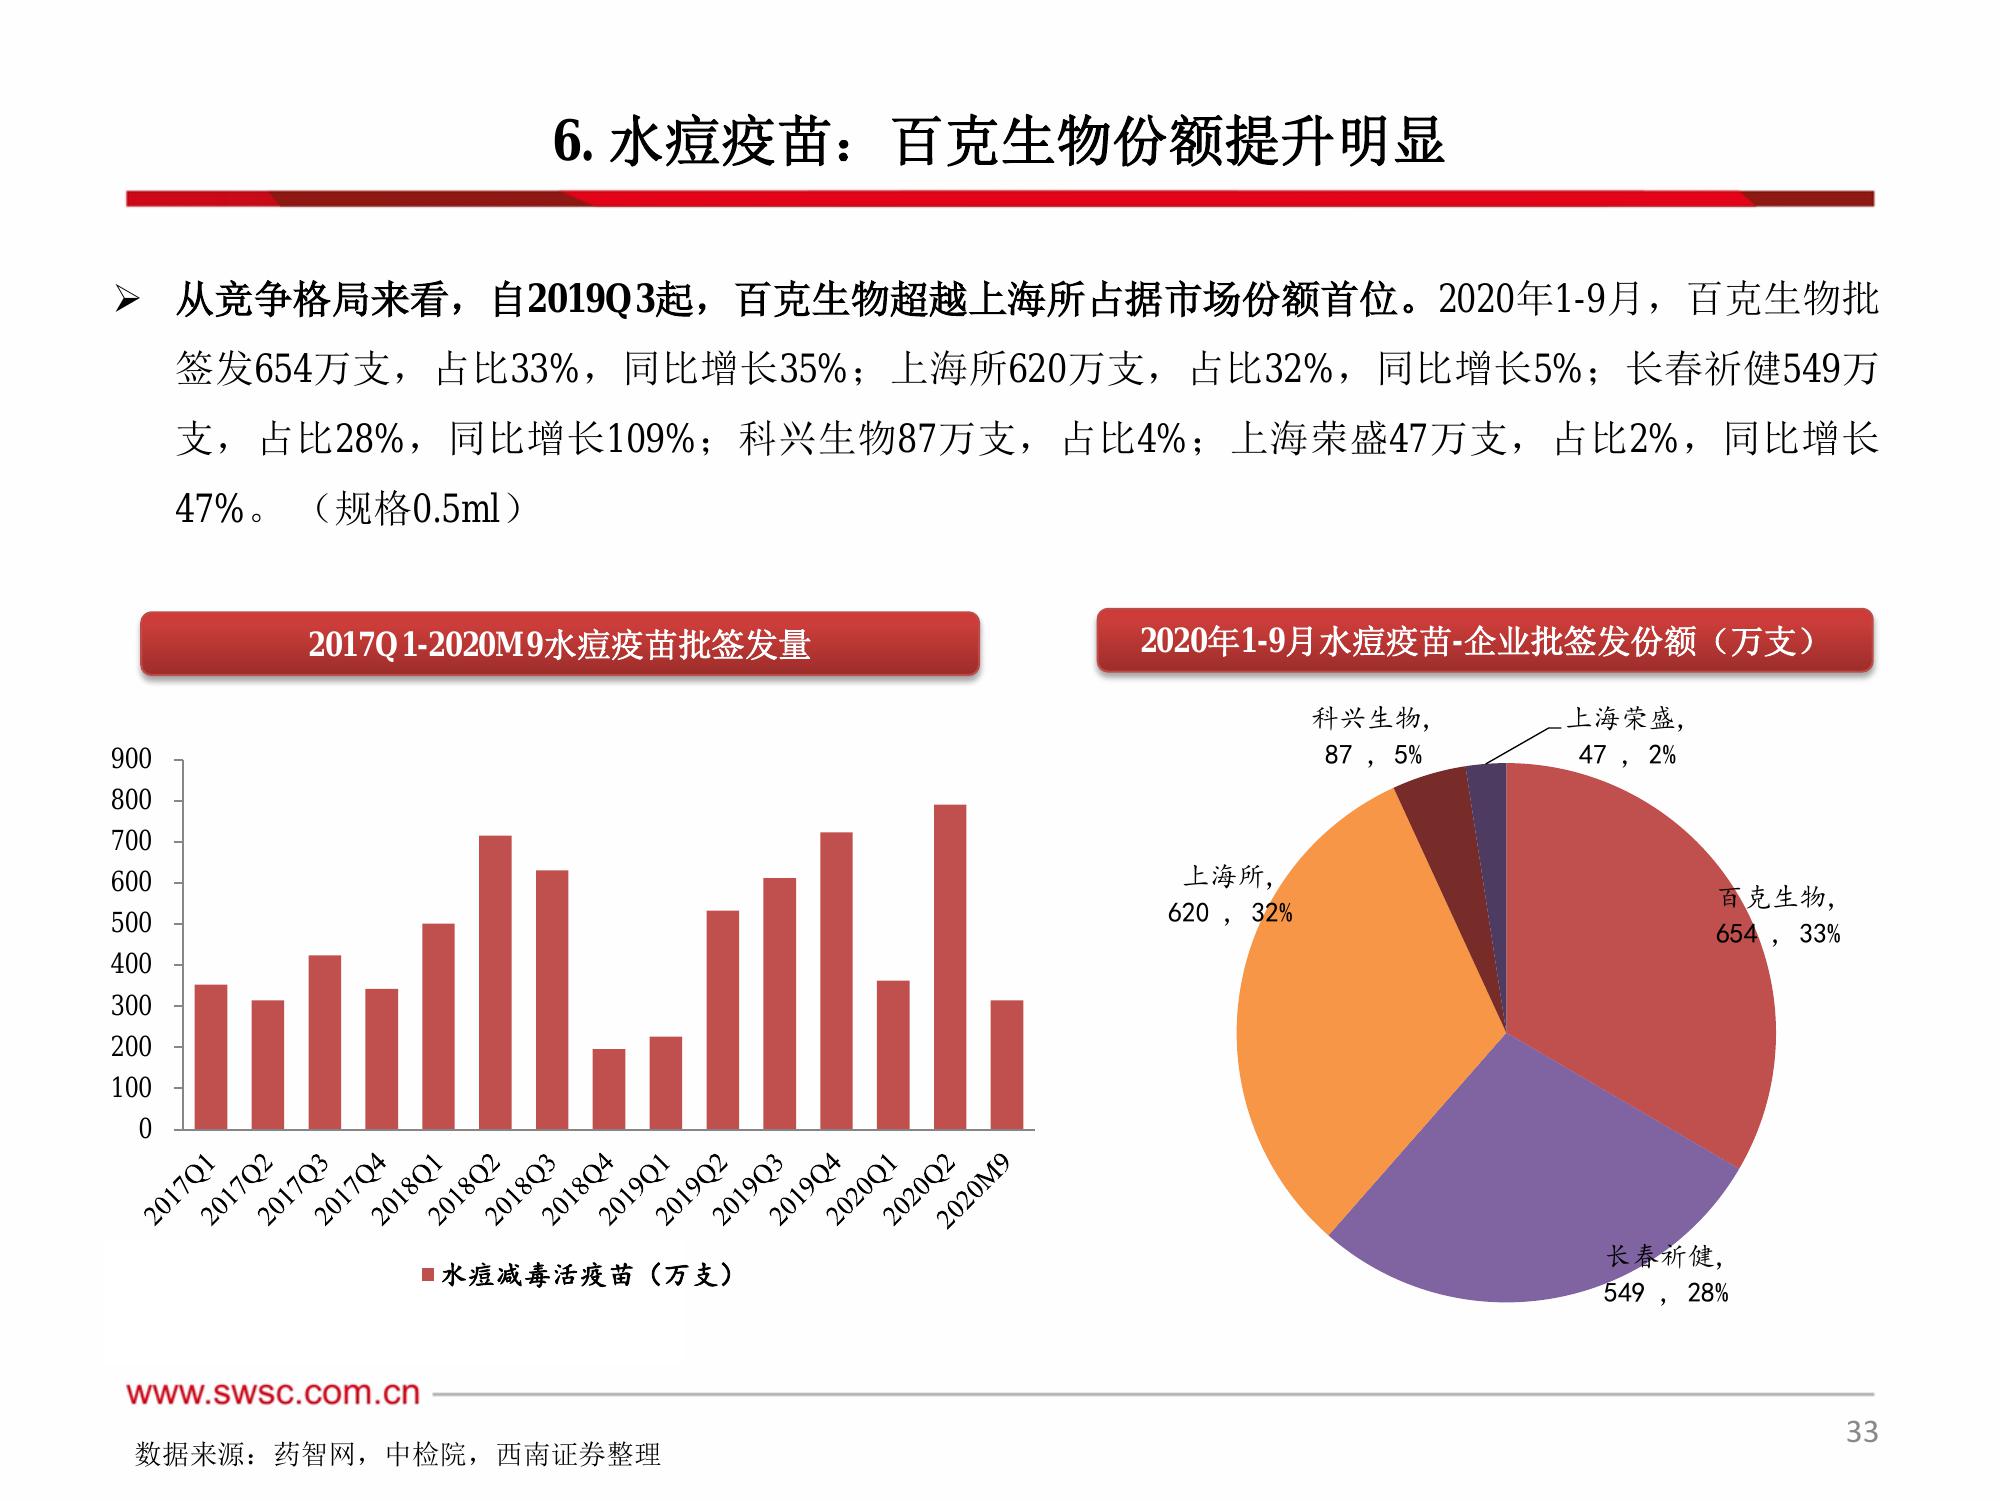 6. 水痘疫苗：百克生物份额提升明显
➢ 从竞争格局来看，自2019Q3起，百克生物超越上海所占据市场份额首位。2020年1-9月，百克生物批
签发654万支，占比33%，同比增长35%；上海所620万支，占比32%，同比增长5%；长春祈健549万
支，占比28%，同比增长109%；科兴生物87万支，占比4%；上海荣盛47万支，占比2%，同比增长
47%。（规格0.5ml）
2017Q1-2020M9水痘疫苗批签发量
900
800
700
600
500
400
300
200
100
0
2017Q1
2017Q2
2017Q3
2017Q4
2018Q1
2018Q2
2018Q3
2018Q4
2019Q1
2019Q2
2019Q3
2019Q4
2020Q1
2020Q2
2020M9
水痘减毒活疫苗（万支）
2020年1-9月水痘疫苗-企业批签发份额（万支）
科兴生物,
87 , 5%
上海荣盛,
47 , 2%
上海所,
620 , 32%
百克生物,
654 , 33%
长春祈健,
549 , 28%
www.swsc.com.cn
33
数据来源：药智网，中检院，西南证券整理